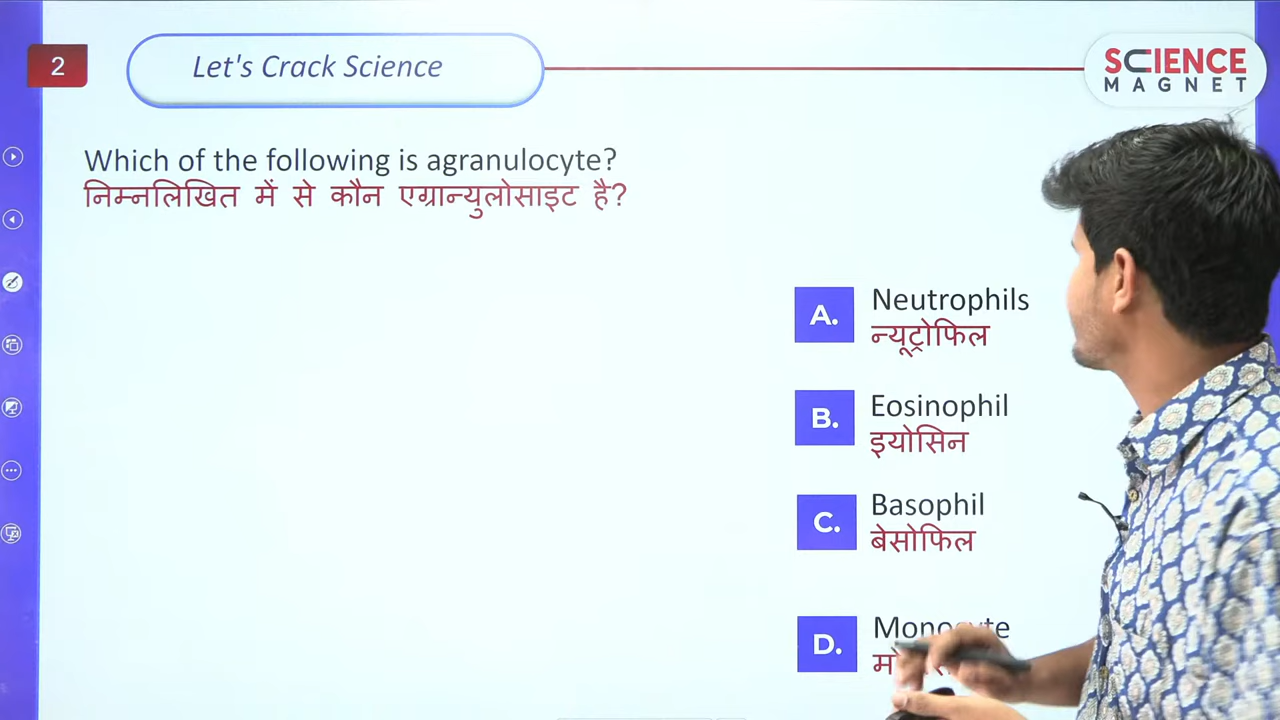 2
Let's Crack Science
SCIENCE
MAGNET
Which of the following is agranulocyte?
निम्नलिखित में से कौन एग्रान्युलोसाइट है?
A.
Neutrophils
न्यूट्रोफिल
B.
Eosinophil
इयोसिन
C.
Basophil
बेसोफिल
D.